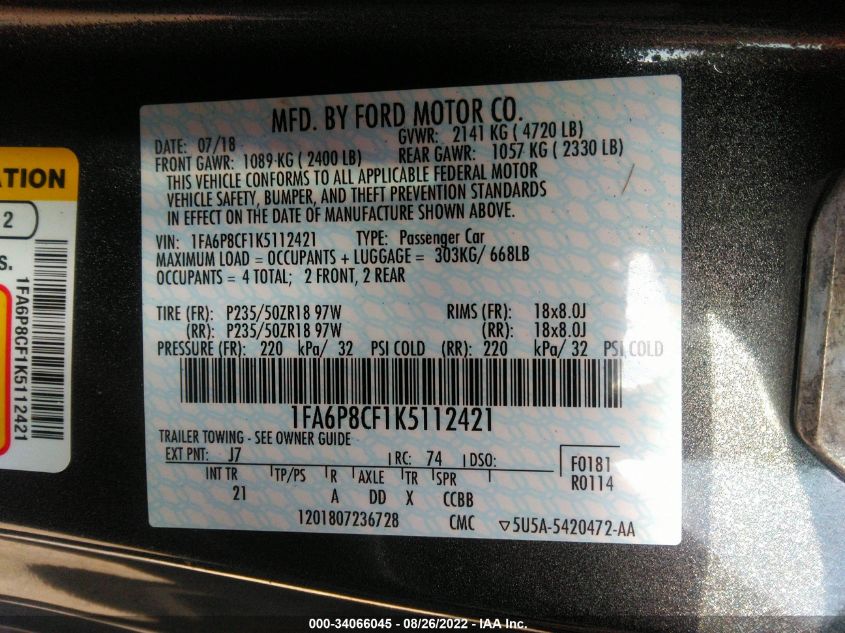 MFD. BY FORD MOTOR CO.
DATE: 07/18 GVWR: 2141 KG ( 4720 LB)
FRONT GAWR: 1089 KG ( 2400 LB) REAR GAWR: 1057 KG ( 2330 LB)
THIS VEHICLE CONFORMS TO ALL APPLICABLE FEDERAL MOTOR
VEHICLE SAFETY, BUMPER, AND THEFT PREVENTION STANDARDS
IN EFFECT ON THE DATE OF MANUFACTURE SHOWN ABOVE.
VIN: 1FA6P8CF1K5112421 TYPE: Passenger Car
MAXIMUM LOAD = OCCUPANTS + LUGGAGE = 303KG/ 668LB
OCCUPANTS = 4 TOTAL; 2 FRONT, 2 REAR
TIRE (FR): P235/50ZR18 97W RIMS (FR): 18x8.0J
(RR): P235/50ZR18 97W (RR): 18x8.0J
PRESSURE (FR): 220 kPa/ 32 PSI COLD (RR): 220 kPa/ 32 PSI COLD
1FA6P8CF1K5112421
TRAILER TOWING - SEE OWNER GUIDE
EXT PNT: J7 RC: 74 DSO: F0181
R0114
INT TR TP/PS R AXLE TR SPR
21 A DD X CCBB
1201807236728 CMC ▽5U5A-5420472-AA
ATION
2
S.
1FA6P8CF1K5112421
000-34066045 - 08/26/2022 - IAA Inc.